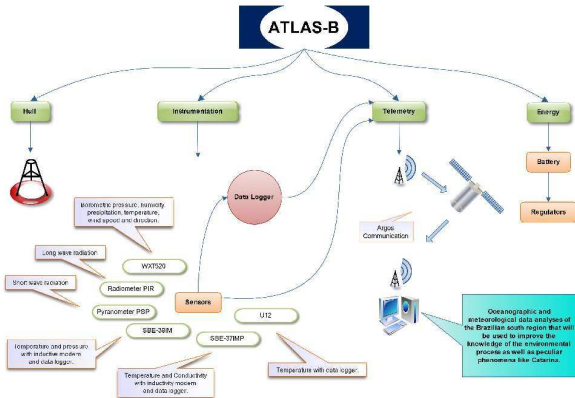 ATLAS-B
Hull
Instrumentation
Telemetry
Energy
Battery
Regulators
Data Logger
Argos
Communication
Barometric pressure, humidity
precipitation, temperature,
wind speed and direction.
Long wave radiation
Short wave radiation
WXT520
Radiometer PIR
Pyranometer PSP
SBE-39IM
Sensors
U12
SBE-37IMP
Temperature and pressure
with inductive modem
and data logger.
Temperature and Conductivity
with inductivity modem
and data logger.
Temperature with data logger.
Oceanographic and
meteorological data analyses of
the Brazilian south region that will
be used to improve the
knowledge of the environmental
process as well as peculiar
phenomena like Catarina.